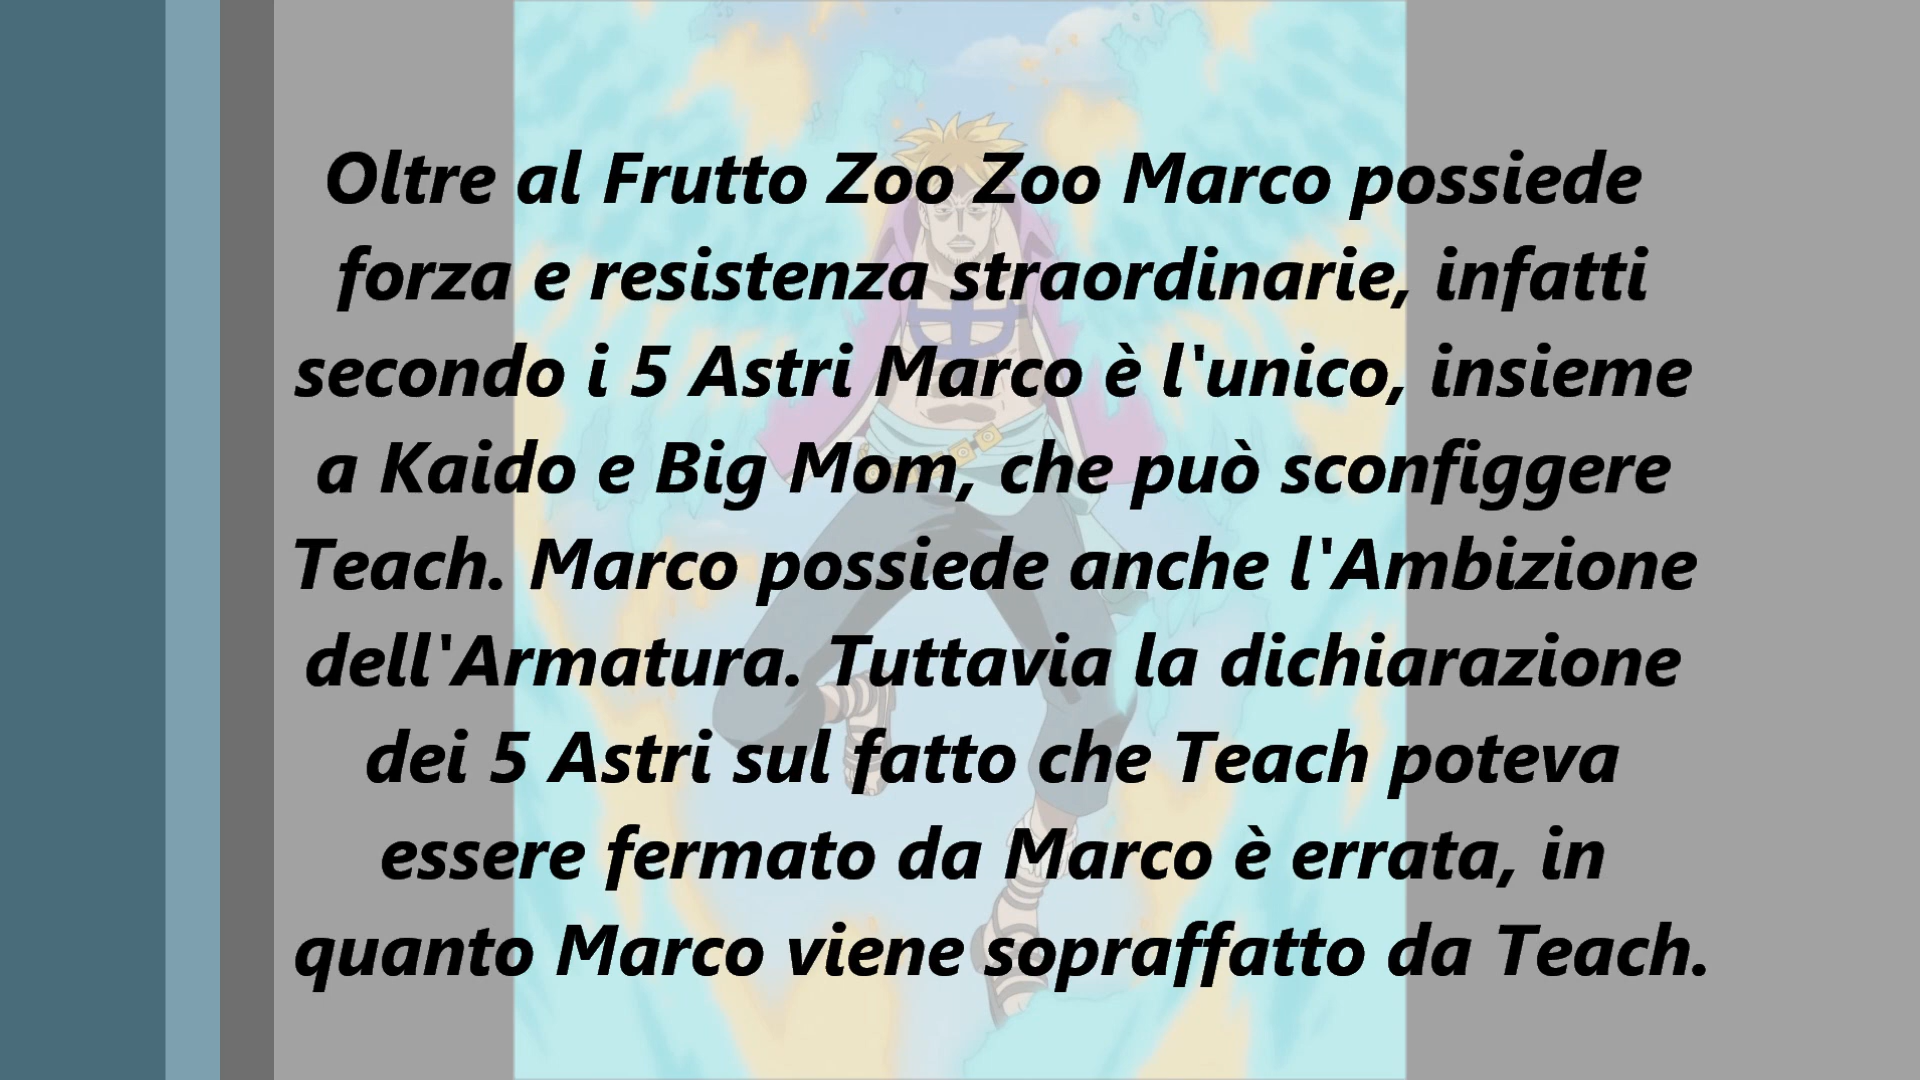 Oltre al Frutto Zoo Zoo Marco possiede
forza e resistenza straordinarie, infatti
secondo i 5 Astri Marco è l'unico, insieme
a Kaido e Big Mom, che può sconfiggere
Teach. Marco possiede anche l'Ambizione
dell'Armatura. Tuttavia la dichiarazione
dei 5 Astri sul fatto che Teach poteva
essere fermato da Marco è errata, in
quanto Marco viene sopraffatto da Teach.